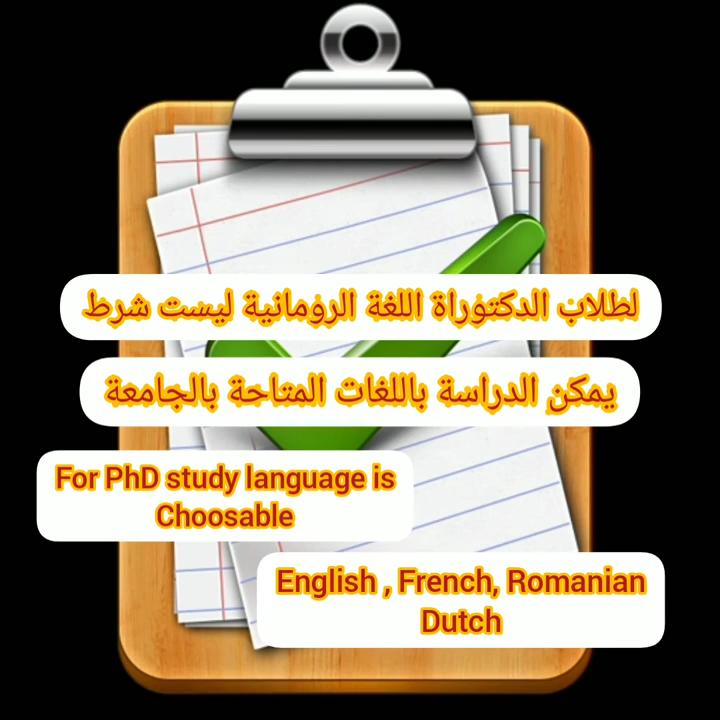 لطلاب الدكتوراة اللغة الرومانية ليست شرط
يمكن الدراسة باللغات المتاحة بالجامعة
For PhD study language is
Choosable
English , French, Romanian
Dutch